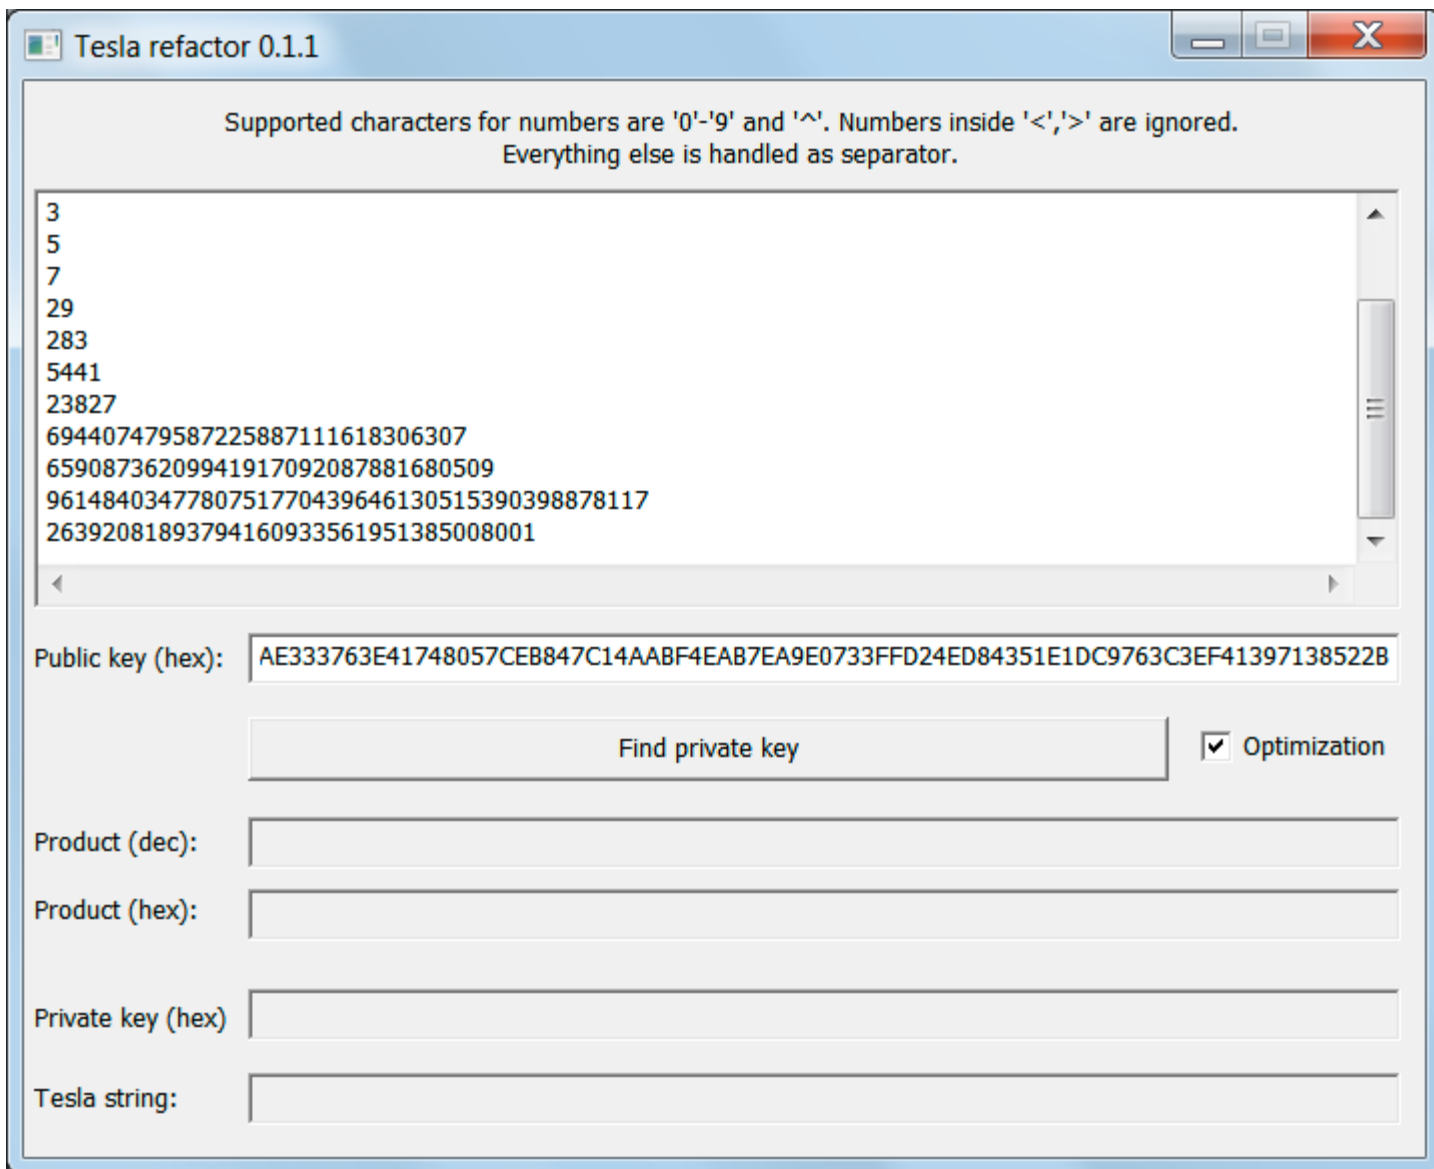 Tesla refactor 0.1.1
Supported characters for numbers are '0'-'9' and '^'. Numbers inside '<','>' are ignored.
Everything else is handled as separator.
3
5
7
29
283
5441
23827
694407479587225887111618306307
65908736209941917092087881680509
9614840347780751770439646130515390398878117
26392081893794160933561951385008001
Public key (hex): AE333763E41748057CEB847C14AABF4EAB7EA9E0733FFD24ED84351E1DC9763C3EF41397138522B
Find private key
Optimization
Product (dec):
Product (hex):
Private key (hex)
Tesla string: